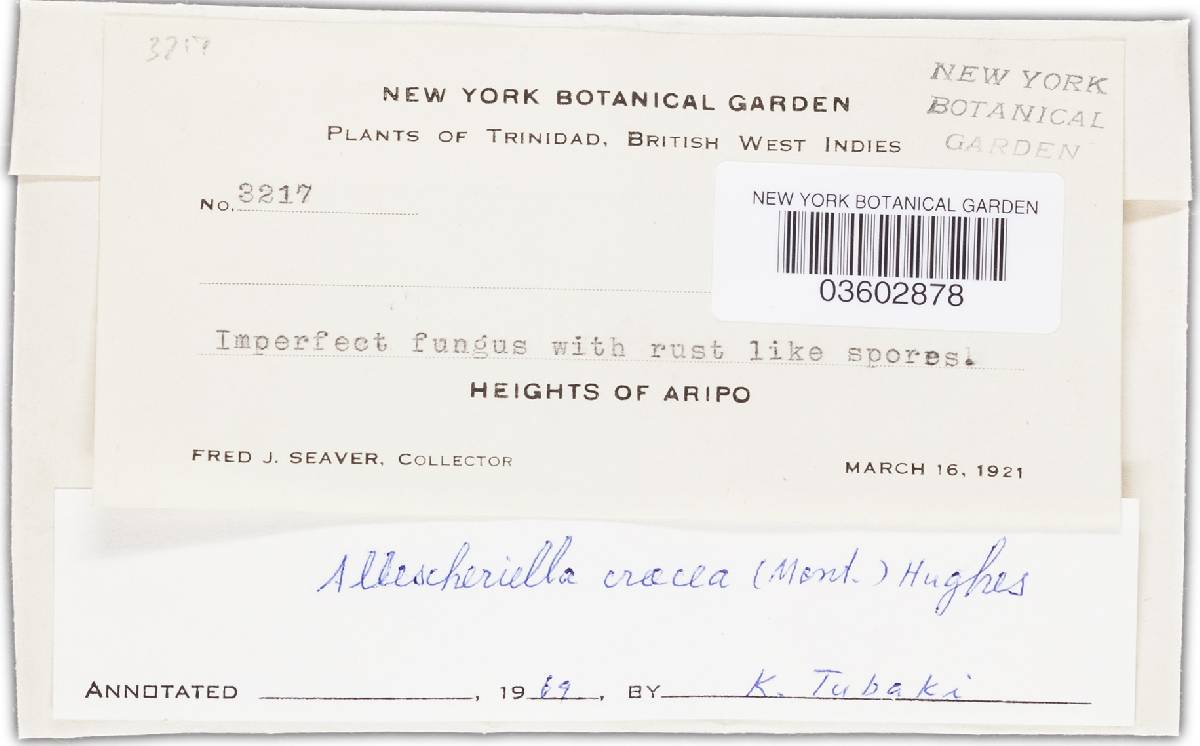 3217
NEW YORK
BOTANICAL
GARDEN
NEW YORK BOTANICAL GARDEN
PLANTS OF TRINIDAD, BRITISH WEST INDIES
No. 3217
NEW YORK BOTANICAL GARDEN
03602878
Imperfect fungus with rust like spores.
HEIGHTS OF ARIPO
FRED J. SEAVER, COLLECTOR
MARCH 16, 1921
Allescheriella crocea (Mont.) Hughes
ANNOTATED , 1969, BY K. Tubaki